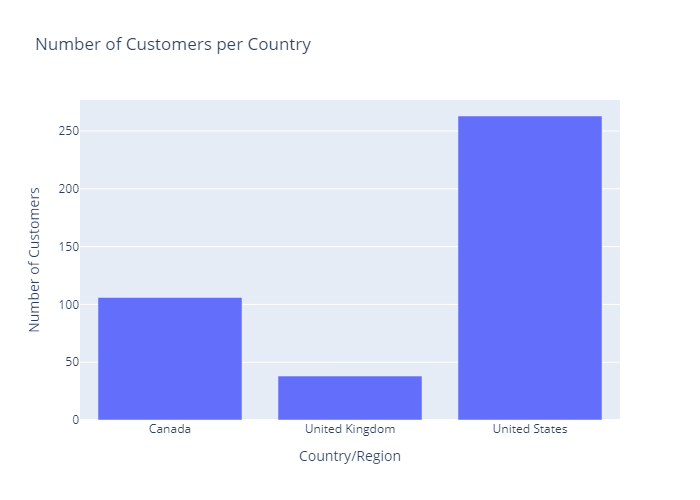 Number of Customers per Country
Number of Customers
250
200
150
100
50
0
Canada
United Kingdom
United States
Country/Region